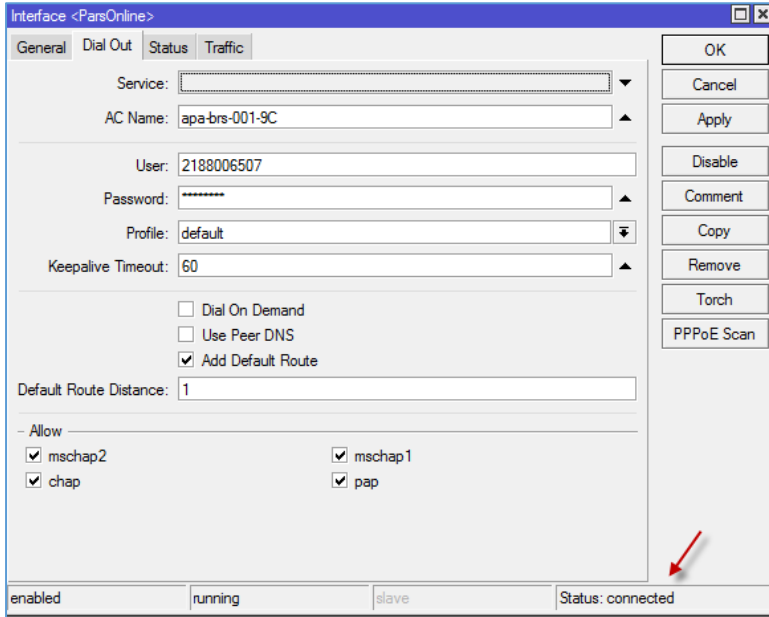 Interface <ParsOnline>
General Dial Out Status Traffic
OK
Service:
Cancel
AC Name: apa-brs-001-9C
Apply
User: 2188006507
Disable
Password: ********
Comment
Profile: default
Copy
Keepalive Timeout: 60
Remove
Dial On Demand
Torch
Use Peer DNS
PPPoE Scan
Add Default Route
Default Route Distance: 1
Allow
mschap2 mschap1
chap pap
enabled running slave Status: connected